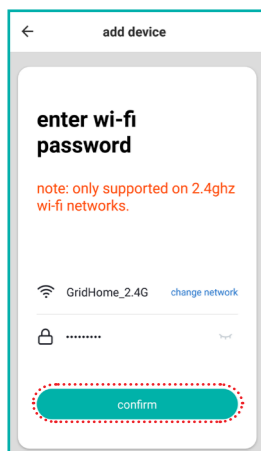 add device
enter wi-fi
password
note: only supported on 2.4ghz
wi-fi networks.
GridHome_2.4G change network
•••••••••
confirm